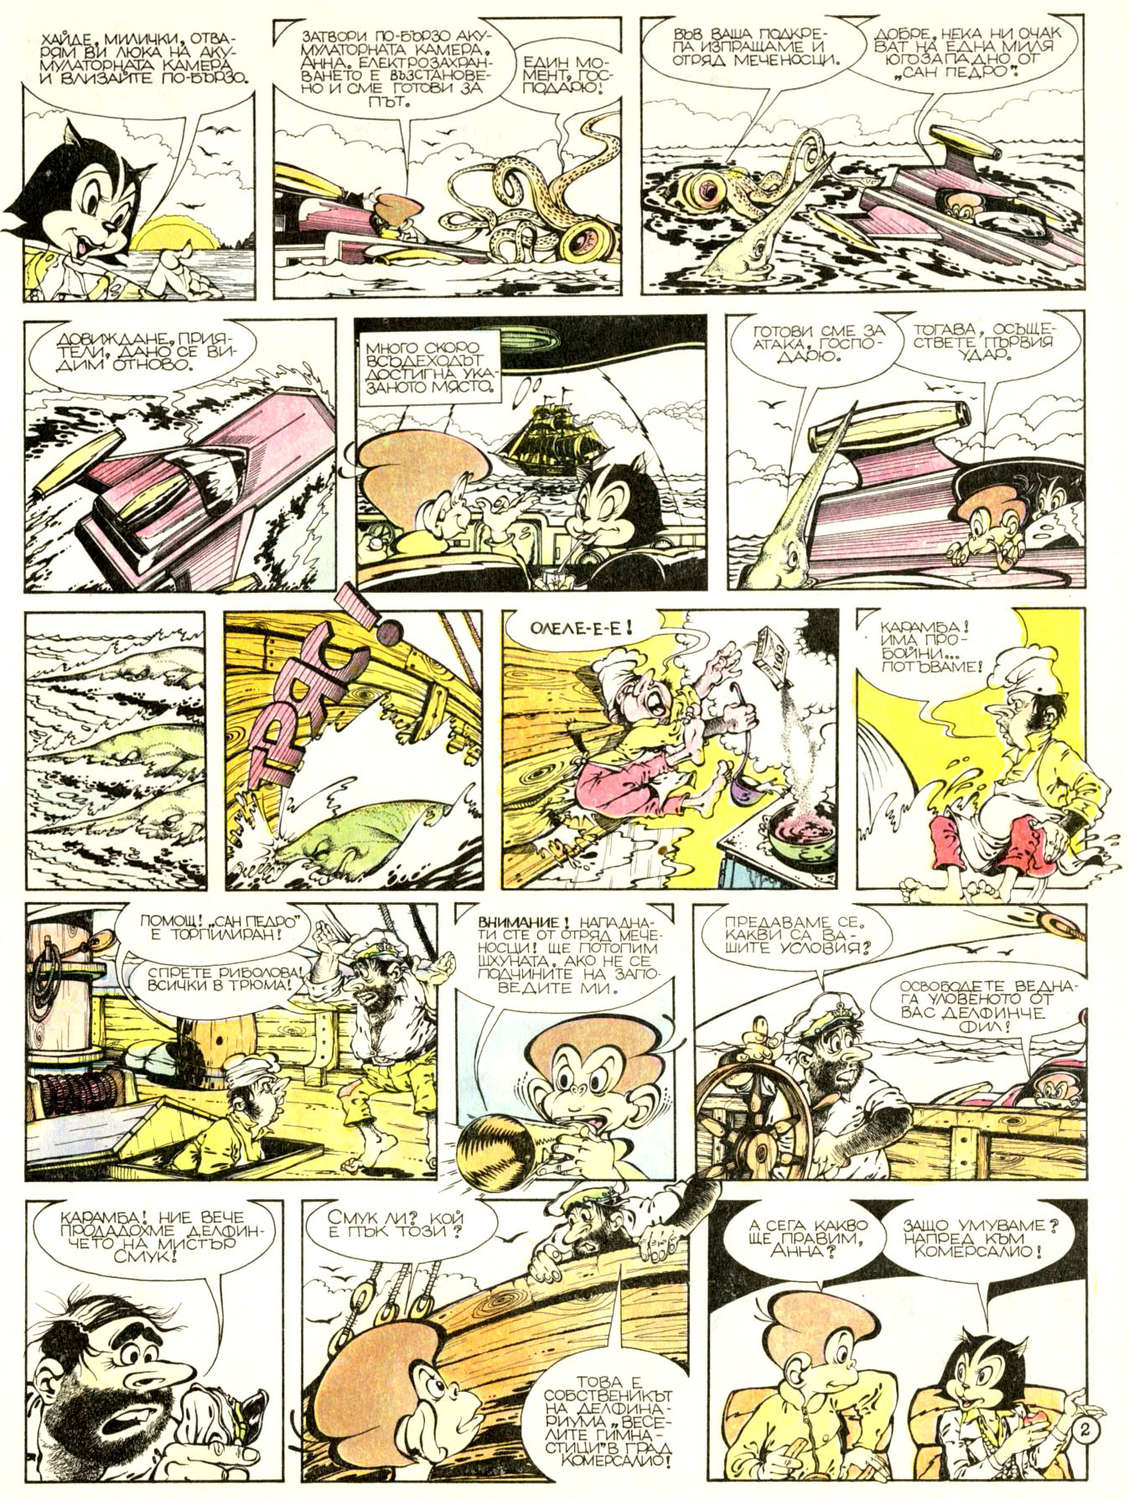 ХАЙДЕ, МИЛИЧКИ, ОТВА-
РЯМ ВИ ЛЮКА НА АКУ-
МУЛАТОРНАТА КАМЕРА
И ВЛИЗАЙТЕ ПО-БЪРЗО.
ЗАТВОРИ ПО-БЪРЗО АКУ-
МУЛАТОРНАТА КАМЕРА,
АННА. ЕЛЕКТРОЗАХРАН-
ВАНЕТО Е ВЪЗСТАНОВЕ-
НО И СМЕ ГОТОВИ ЗА
ПЪТ.
ЕДИН МО-
МЕНТ, ГОС-
ПОДАРЮ!
ВЪВ ВАША ПОДКРЕ-
ПА ИЗПРАЩАМЕ И
ОТРЯД МЕЧЕНОСЦИ.
ДОБРЕ, НЕКА НИ ОЧАК
ВАТ НА ЕДНА МИЛЯ
ЮГОЗАПАДНО ОТ
„САН ПЕДРО".
ДОВИЖДАНЕ, ПРИЯ-
ТЕЛИ, ДАНО СЕ ВИ-
ДИМ ОТНОВО.
МНОГО СКОРО
ВСЪДЕХОДЪТ
ДОСТИГНА УКА-
ЗАНОТО МЯСТО.
ГОТОВИ СМЕ ЗА
АТАКА, ГОСПО-
ДАРЮ.
ТОГАВА, ОСЪЩЕ-
СТВЕТЕ ПЪРВИЯ
УДАР.
ПРАС!
ОЛЕЛЕ-Е-Е!
КАРАМБА!
ИМА ПРО-
БОЙНИ...
ПОТЪВАМЕ!
ПОМОЩ! „САН ПЕДРО"
Е ТОРПИЛИРАН!
СПРЕТЕ РИБОЛОВА!
ВСИЧКИ В ТРЮМА!
ВНИМАНИЕ! НАПАДНА-
ТИ СТЕ ОТ ОТРЯД МЕЧЕ-
НОСЦИ! ЩЕ ПОТОПИМ
ШХУНАТА, АКО НЕ СЕ
ПОДЧИНИТЕ НА ЗАПО-
ВЕДИТЕ МИ.
ПРЕДАВАМЕ СЕ.
КАКВИ СА ВА-
ШИТЕ УСЛОВИЯ?
ОСВОБОДЕТЕ ВЕДНА-
ГА УЛОВЕНОТО ОТ
ВАС ДЕЛФИНЧЕ
ФИЛ!
КАРАМБА! НИЕ ВЕЧЕ
ПРОДАДОХМЕ ДЕЛФИН-
ЧЕТО НА МИСТЪР
СМУК!
СМУК ЛИ? КОЙ
Е ПЪК ТОЗИ?
ТОВА Е
СОБСТВЕНИКЪТ
НА ДЕЛФИНА-
РИУМА „ВЕСЕ-
ЛИТЕ ГИМНА-
СТИЦИ" В ГРАД
КОМЕРСАЛИО!
А СЕГА КАКВО
ЩЕ ПРАВИМ,
АННА?
ЗАЩО УМУВАМЕ?
НАПРЕД КЪМ
КОМЕРСАЛИО!
2